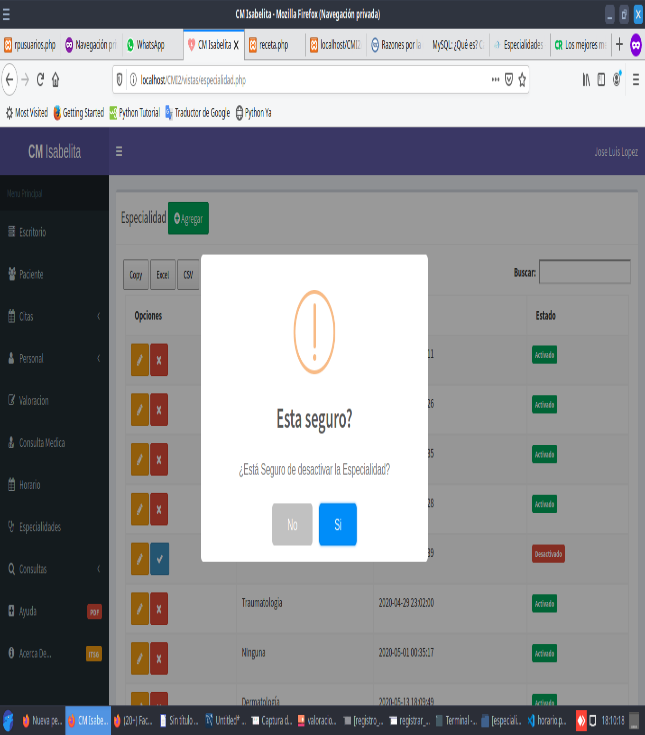 CM Isabelita - Mozilla Firefox (Navegación privada)
rpusuarios.php Navegación pri WhatsApp CM Isabelita X receta.php localhost/CMI2 Razones por la MySQL: ¿Qué es? C Especialidades CR Los mejores m
localhost/CMI2/vistas/especialidad.php
Most Visited Getting Started Python Tutorial Traductor de Google Python Ya
CM Isabelita Jose Luis Lopez
Menu Principal
Especialidad Agregar
Escritorio
Copy Excel CSV Buscar:
Paciente
Opciones Estado
Citas
11 Activado
Personal
Esta seguro?
Valoracion
26 Activado
Consulta Medica
¿Está Seguro de desactivar la Especialidad?
35 Activado
Horario
28 Activado
No Si
Especialidades
39 Desactivado
Consultas
Traumatologia 2020-04-29 23:02:00 Activado
Ayuda PDF
Ninguna 2020-05-01 00:35:17 Activado
Acerca De...
Dermatología 2020-05-13 18:09:49 Activado
Nueva pe... CM Isabe... (20+) Fac... Sin título ... Untitled* ... Captura d... valoracio... [registro_... registrar_... Terminal -... [especiali... horario.p... 18:10:18